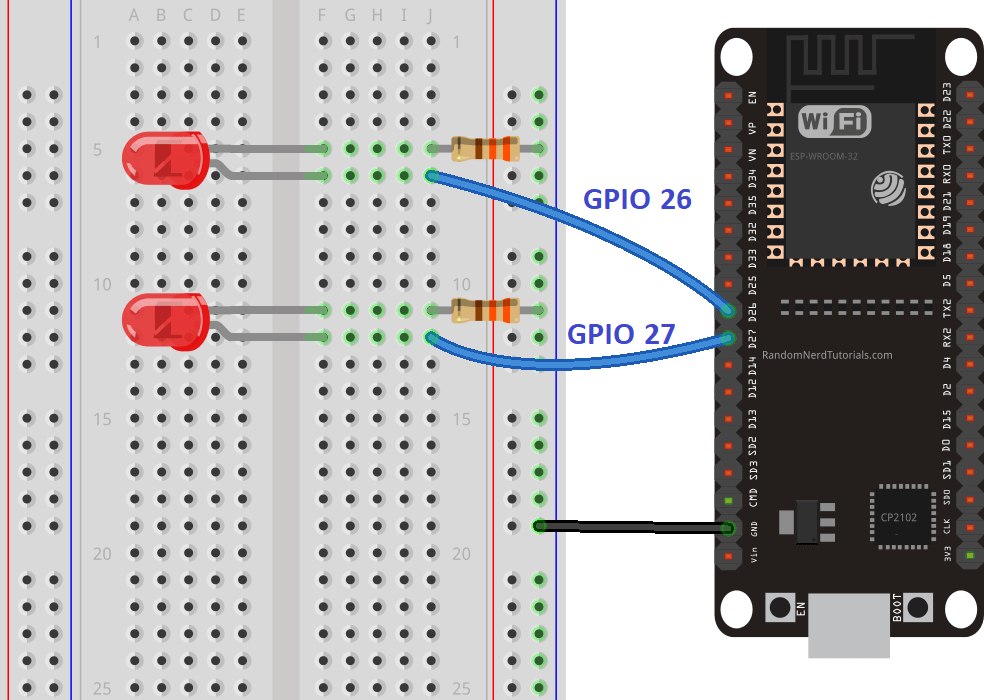 A B C D E F G H I J
1 1
5
10
10
15 15
20 20
25 25
GPIO 26
GPIO 27
WiFi
ESP-WROOM-32
RandomNerdTutorials.com
CP2102
EN
VP
VN
D34
D35
D32
D33
D25
D26
D27
D14
D12
D13
SD2
SD3
CMD
GND
Vin
D23
D22
TX0
RX0
D21
D19
D18
D5
TX2
RX2
D4
D2
D15
D0
SD1
SD0
CLK
3V3
EN
BOOT